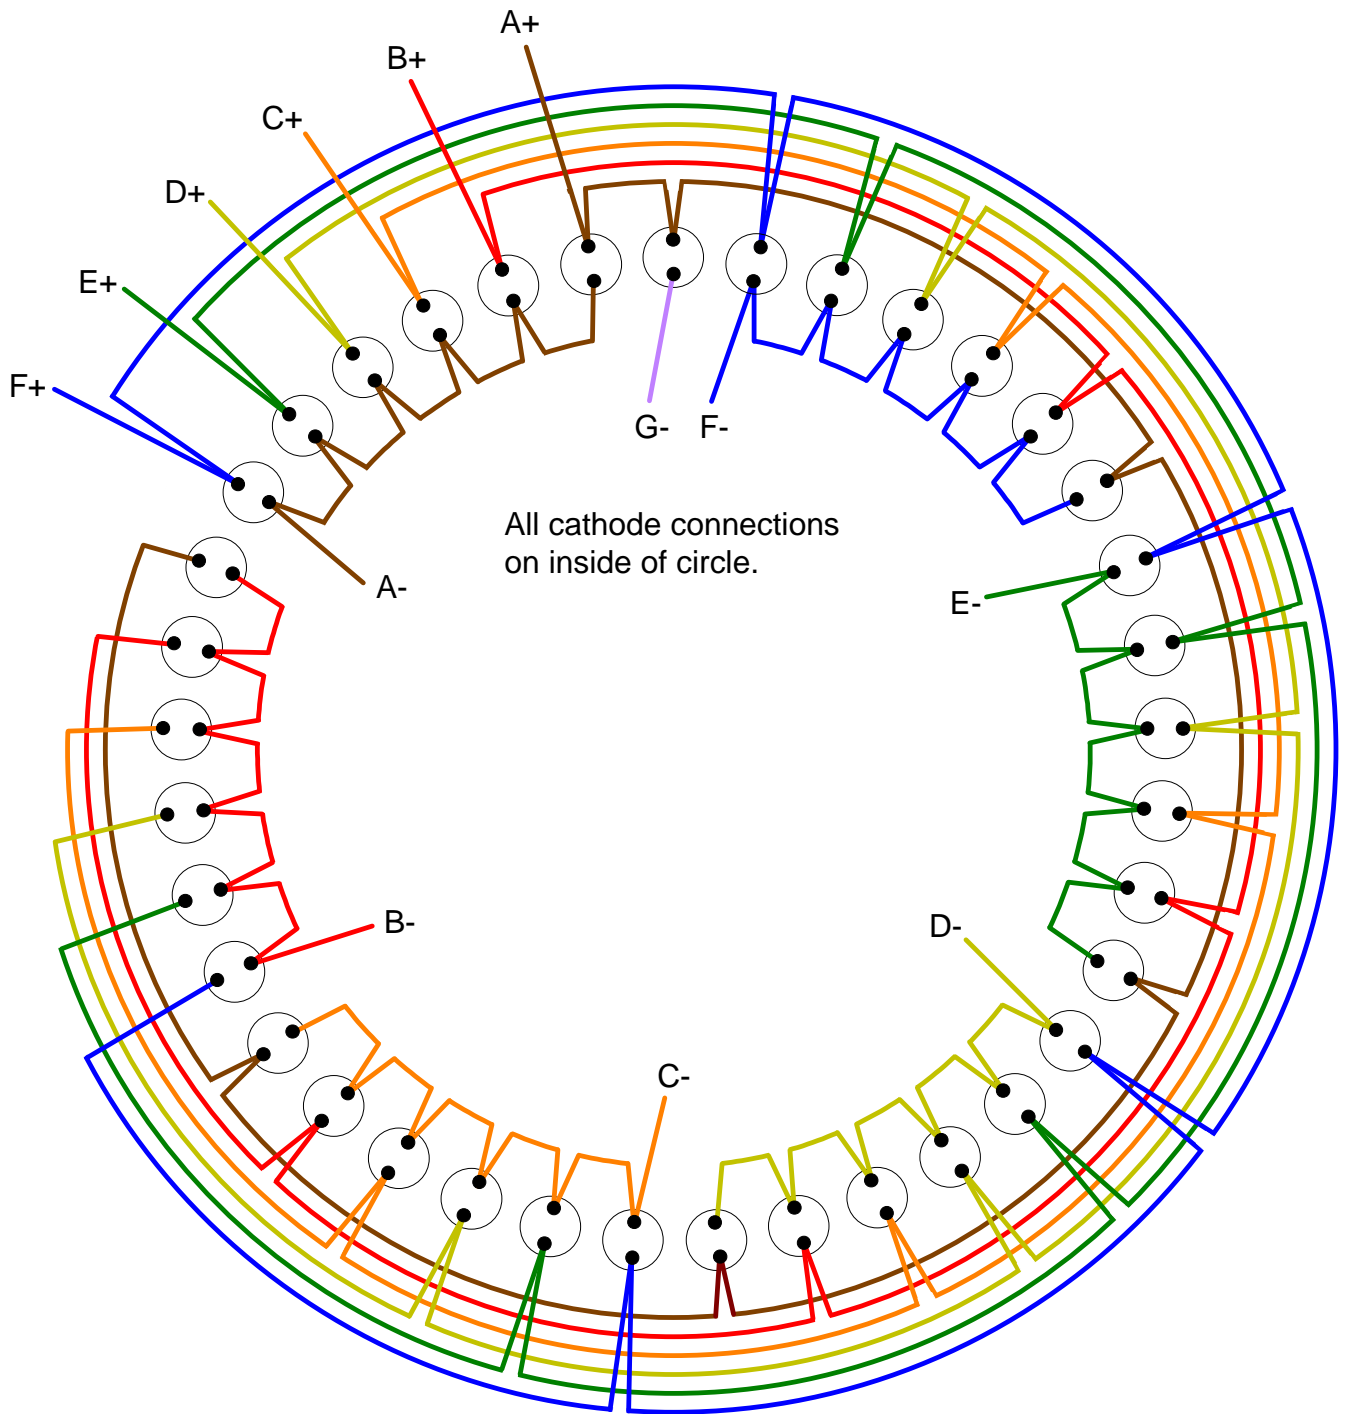 A+
B+
C+
D+
E+
F+
G- F-
All cathode connections
on inside of circle.
A-
E-
B-
D-
C-